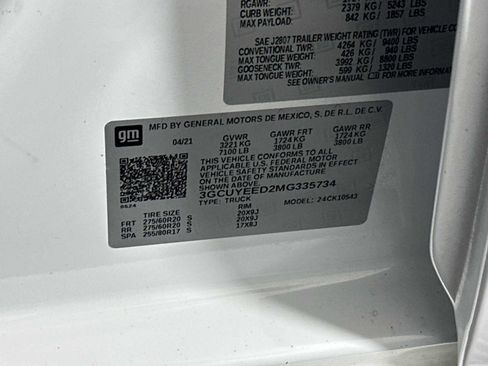 RGAWR:
2379 KG/ 5243 LBS
CURB WEIGHT: 842 KG/ 1857 LBS
MAX PAYLOAD:
SAE J2807 TRAILER WEIGHT RATING (TWR) FOR VEHICLE CO
CONVENTIONAL TWR: 4264 KG/ 9400 LBS
MAX TONGUE WEIGHT: 426 KG/ 940 LBS
GOOSENECK TWR: 3992 KG/ 8800 LBS
MAX TONGUE WEIGHT: 599 KG/ 1320 LBS
SEE OWNER'S MANUAL
gm
MFD BY GENERAL MOTORS DE MEXICO, S. DE R.L. DE C.V.
04/21 GVWR GAWR FRT GAWR RR
3221 KG 1724 KG 1724 KG
7100 LB 3800 LB 3800 LB
THIS VEHICLE CONFORMS TO ALL
APPLICABLE U.S. FEDERAL MOTOR
VEHICLE SAFETY STANDARDS IN EFFECT
ON THE DATE OF MANUFACTURE
SHOWN ABOVE.
3GCUYEED2MG335734
TYPE: TRUCK 24CK10543
TIRE SIZE RIM
FRT 275/60R20 S 20X9J
RR 275/60R20 S 20X9J
SPA 255/80R17 S 17X8J